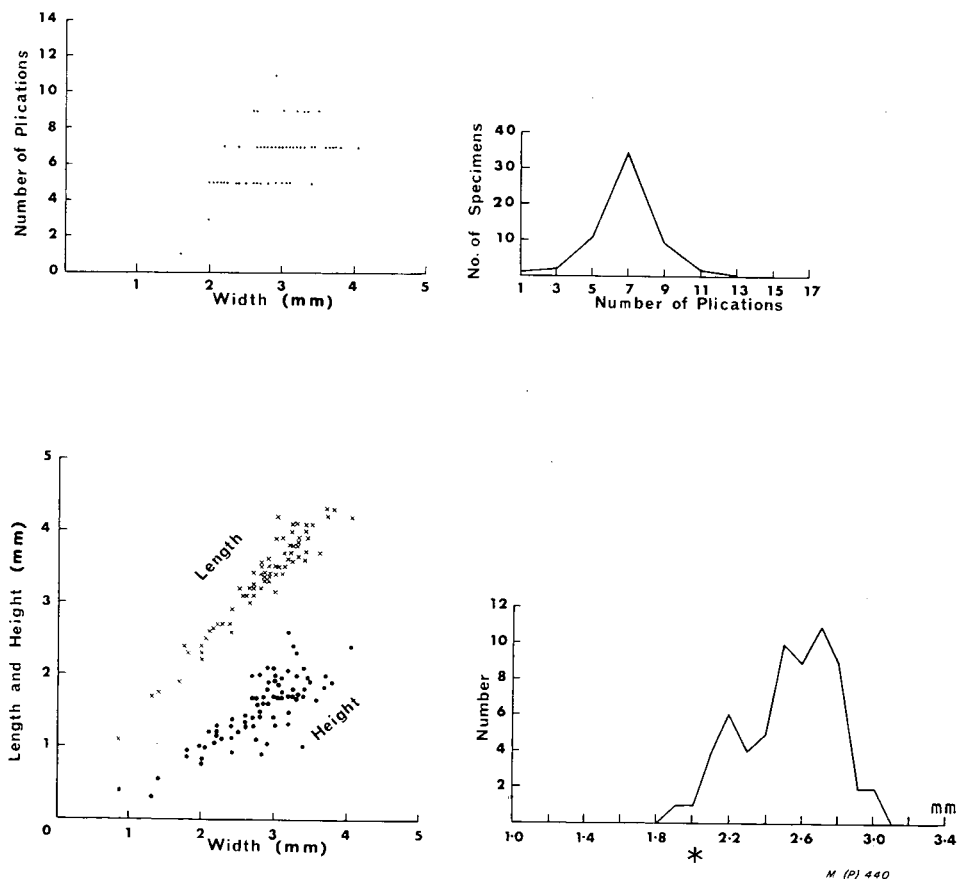 Number of Plications
14
12
10
8
6
4
2
0
1 2 3 4 5
Width (mm)
No. of Specimens
40
30
20
10
1 3 5 7 9 11 13 15 17
Number of Plications
Length and Height (mm)
5
4
3
2
1
Length
Height
1 2 3 4 5
Width (mm)
Number
12
10
8
6
4
2
mm
1·0 1·4 1·8 2·2 2·6 3·0 3·4
*
M (P) 440